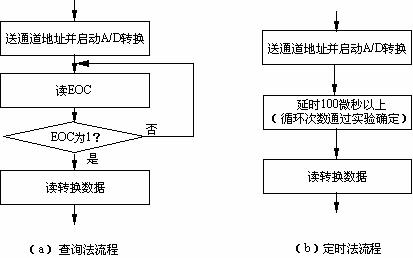 送通道地址并启动A/D转换
读EOC
EOC为1?
否
是
读转换数据
(a) 查询法流程
送通道地址并启动A/D转换
延时100微秒以上
(循环次数通过实验确定)
读转换数据
(b) 定时法流程